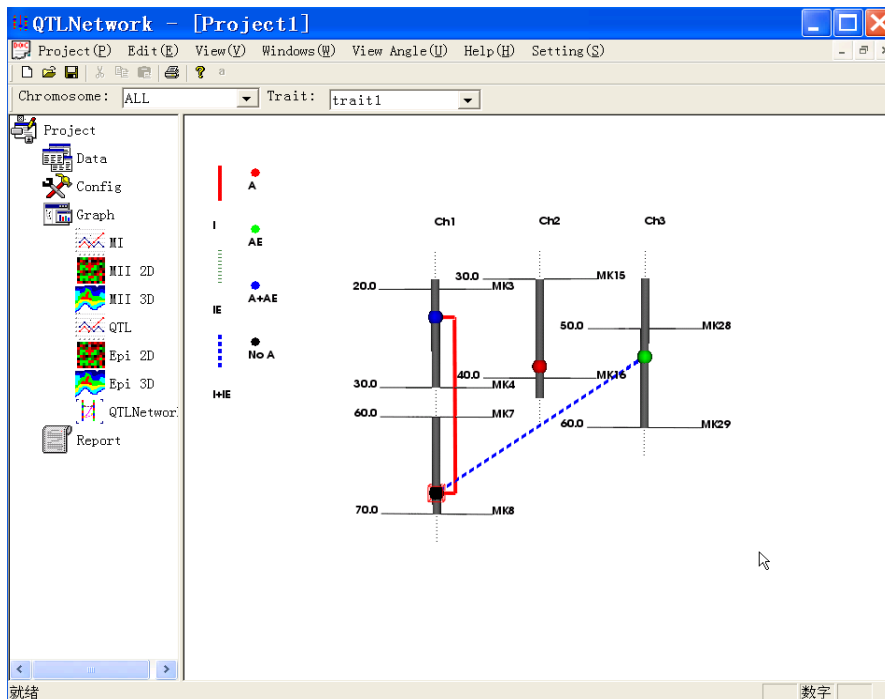 QTLNetwork - [Project1]
Project(P) Edit(E) View(V) Windows(W) View Angle(U) Help(H) Setting(S)
Chromosome: ALL Trait: trait1
Project
Data
Config
Graph
MI
MII 2D
MII 3D
QTL
Epi 2D
Epi 3D
QTLNetwor
Report
A
I
AE
IE
A+AE
No A
I+IE
Ch1 Ch2 Ch3
20.0 MK3
30.0 MK4
60.0 MK7
70.0 MK8
30.0 MK15
40.0 MK16
50.0 MK28
60.0 MK29
就绪 数字